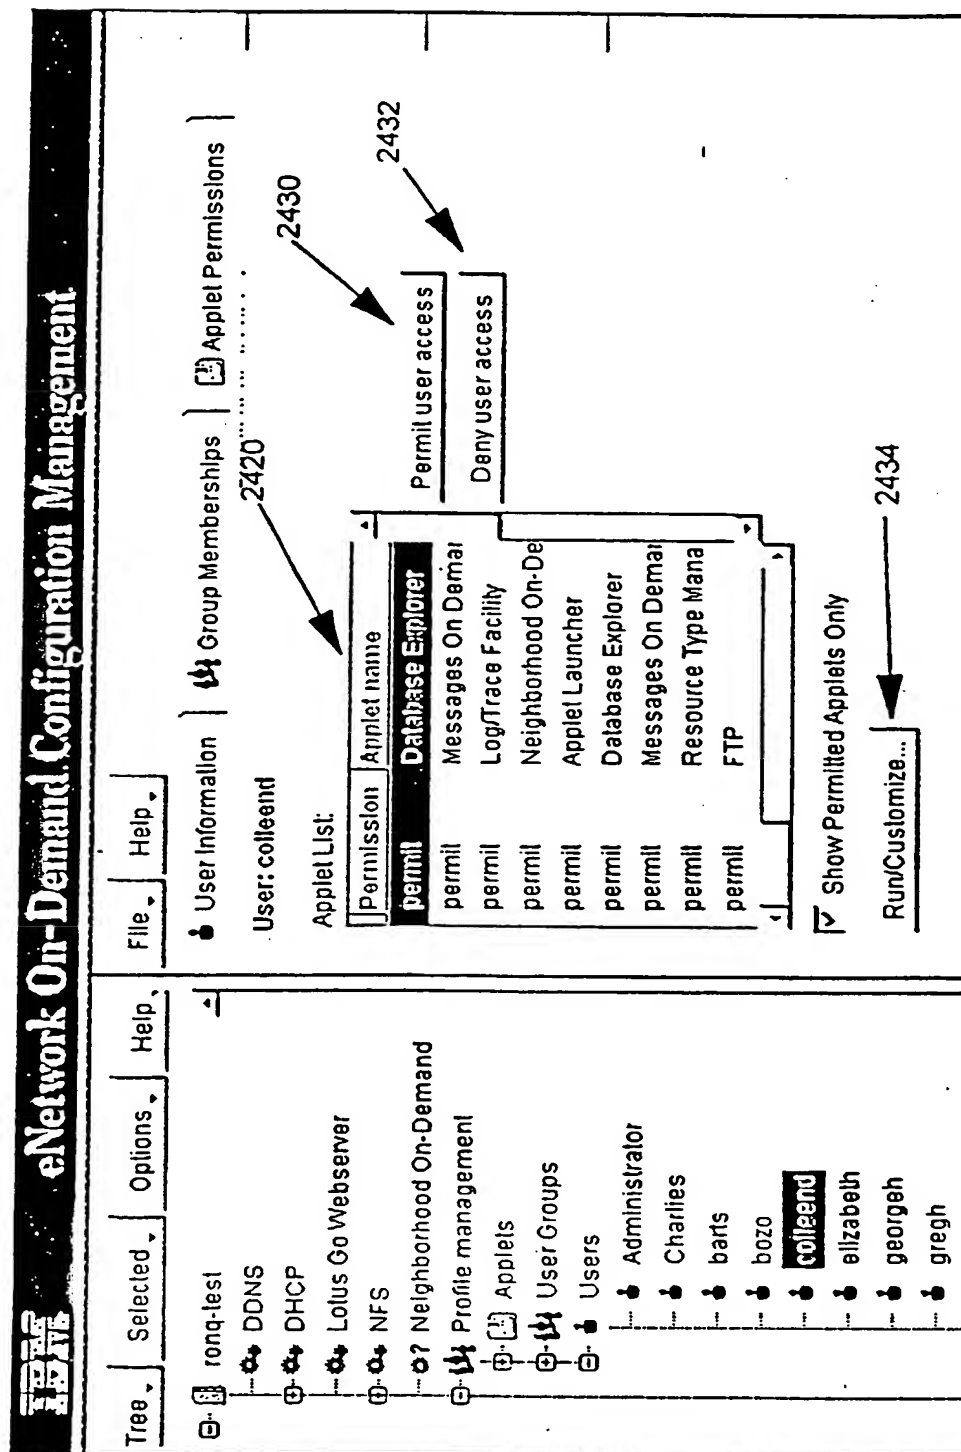 IBM eNetwork On-Demand Configuration Management
Tree Selected Options Help
File Help
ronq-test
DDNS
DHCP
Lotus Go Webserver
NFS
? Neighborhood On-Demand
Profile management
Applets
User Groups
Users
Administrator
Charlies
barts
bozo
colleend
elizabeth
georgeh
gregh
User Information
Group Memberships
Applet Permissions
User: colleend
2420
2430
2432
Applet List:
Permission Applet name
permit Database Explorer
permit Messages On Demar
permit Log/Trace Facility
permit Neighborhood On-De
permit Applet Launcher
permit Database Explorer
permit Messages On Demar
permit Resource Type Mana
permit FTP
Permit user access
Deny user access
Show Permitted Applets Only
Run/Customize...
2434